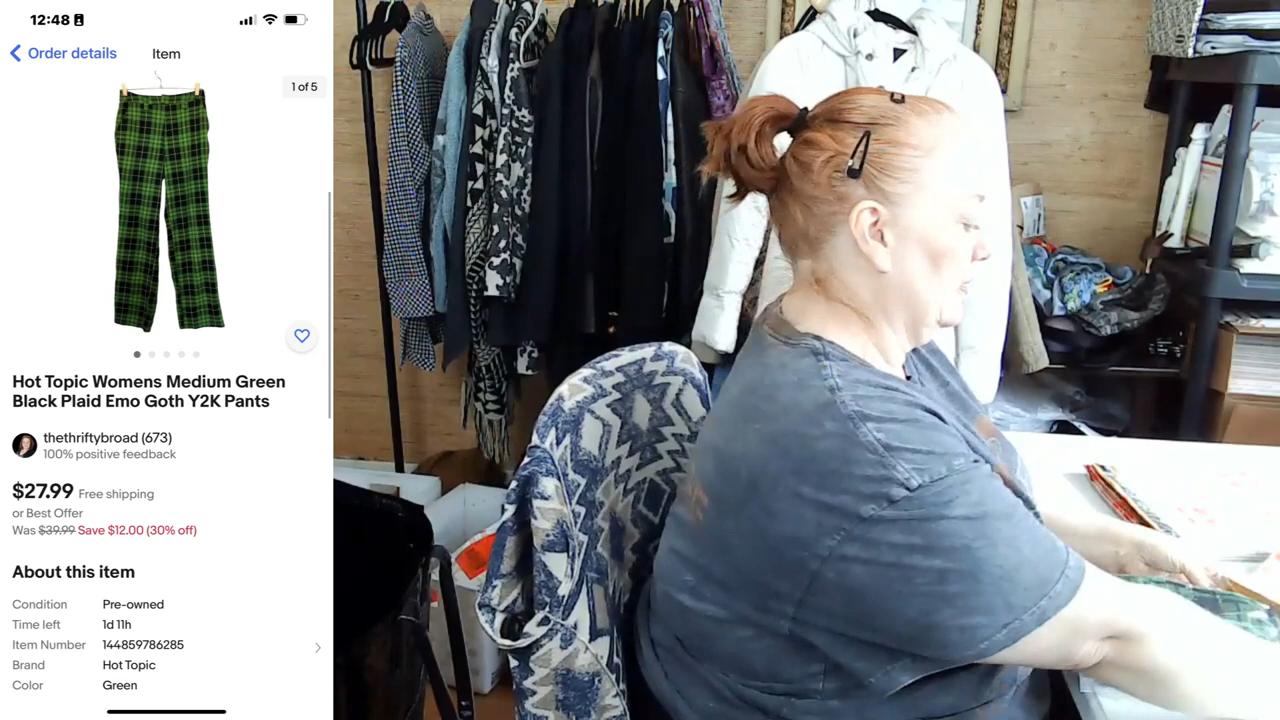 12:48
Order details
Item
1 of 5
Hot Topic Womens Medium Green
Black Plaid Emo Goth Y2K Pants
thethriftybroad (673)
100% positive feedback
$27.99 Free shipping
or Best Offer
Was $39.99 Save $12.00 (30% off)
About this item
Condition Pre-owned
Time left 1d 11h
Item Number 144859786285
Brand Hot Topic
Color Green